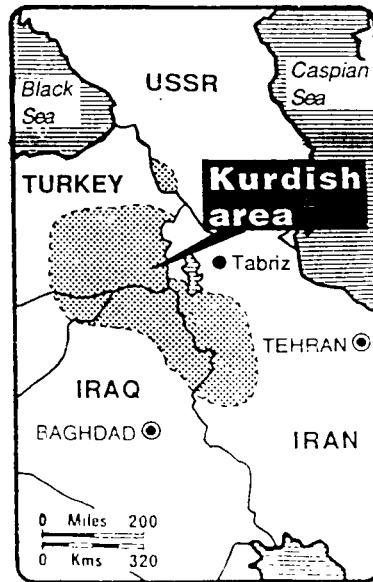 USSR
Caspian
Sea
Black
Sea
TURKEY
Kurdish
area
Tabriz
TEHRAN
IRAQ
BAGHDAD
IRAN
0 Miles 200
0 Kms 320